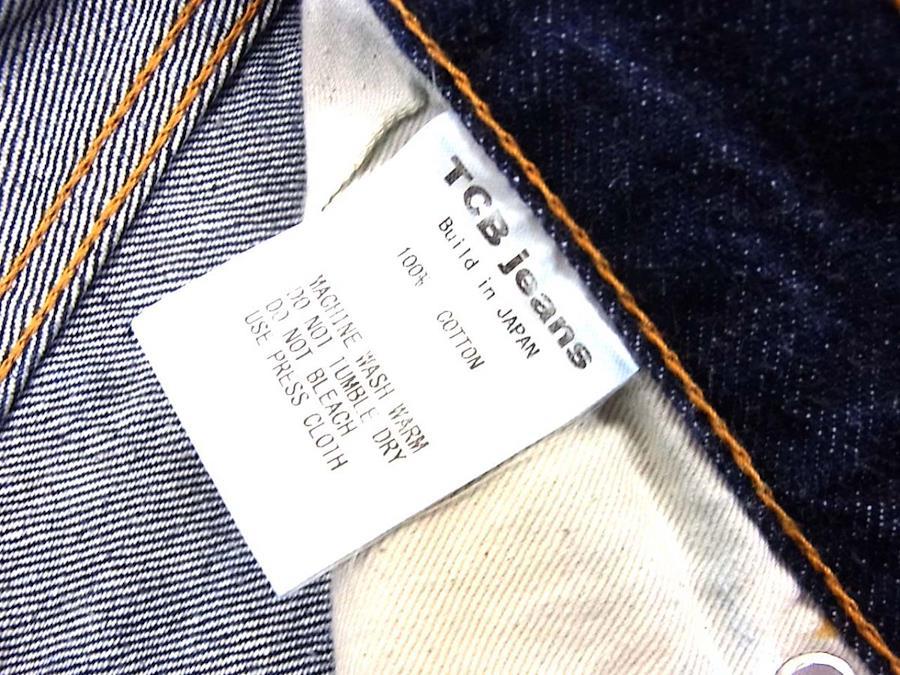 TCB jeans
Build in JAPAN
100% COTTON
MACHINE WASH WARM
DO NOT TUMBLE DRY
DO NOT BLEACH
USE PRESS CLOTH